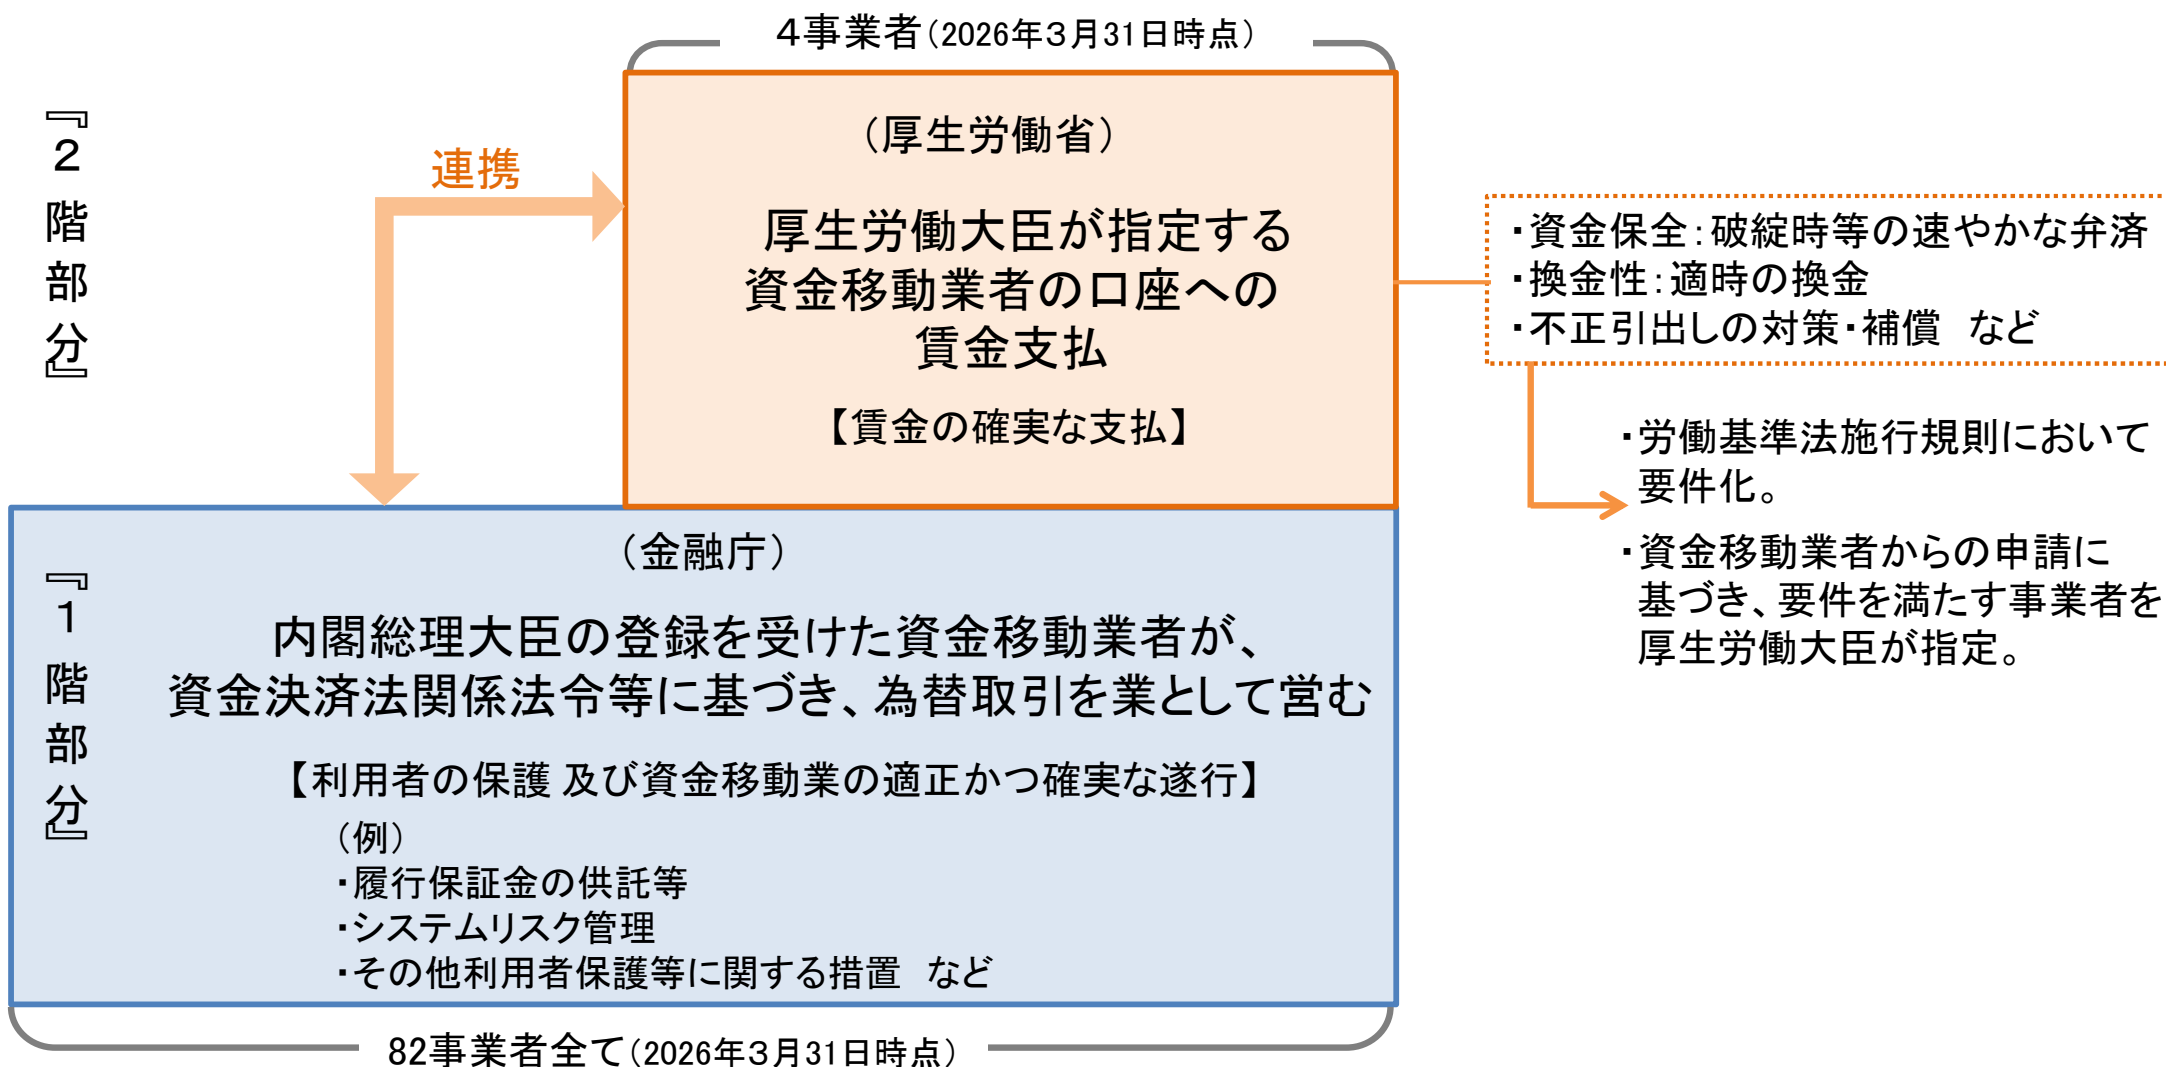 ４事業者（2026年３月31日時点）
『２階部分』
連携
（厚生労働省）
厚生労働大臣が指定する
資金移動業者の口座への
賃金支払
【賃金の確実な支払】
・資金保全：破綻時等の速やかな弁済
・換金性：適時の換金
・不正引出しの対策・補償　など
・労働基準法施行規則において
要件化。
・資金移動業者からの申請に
基づき、要件を満たす事業者を
厚生労働大臣が指定。
『１階部分』
（金融庁）
内閣総理大臣の登録を受けた資金移動業者が、
資金決済法関係法令等に基づき、為替取引を業として営む
【利用者の保護 及び資金移動業の適正かつ確実な遂行】
（例）
・履行保証金の供託等
・システムリスク管理
・その他利用者保護等に関する措置　など
82事業者全て（2026年３月31日時点）